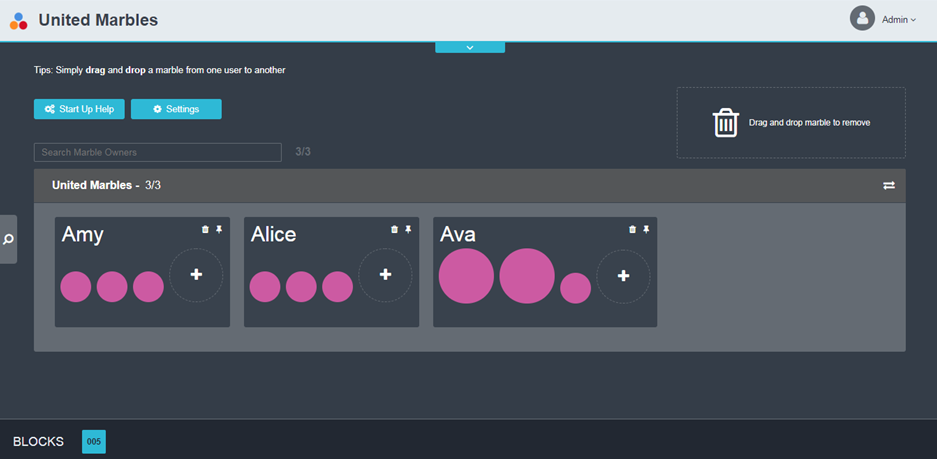 United Marbles
Admin
Tips: Simply drag and drop a marble from one user to another
Start Up Help
Settings
Drag and drop marble to remove
Search Marble Owners
3/3
United Marbles - 3/3
Amy
Alice
Ava
BLOCKS
005